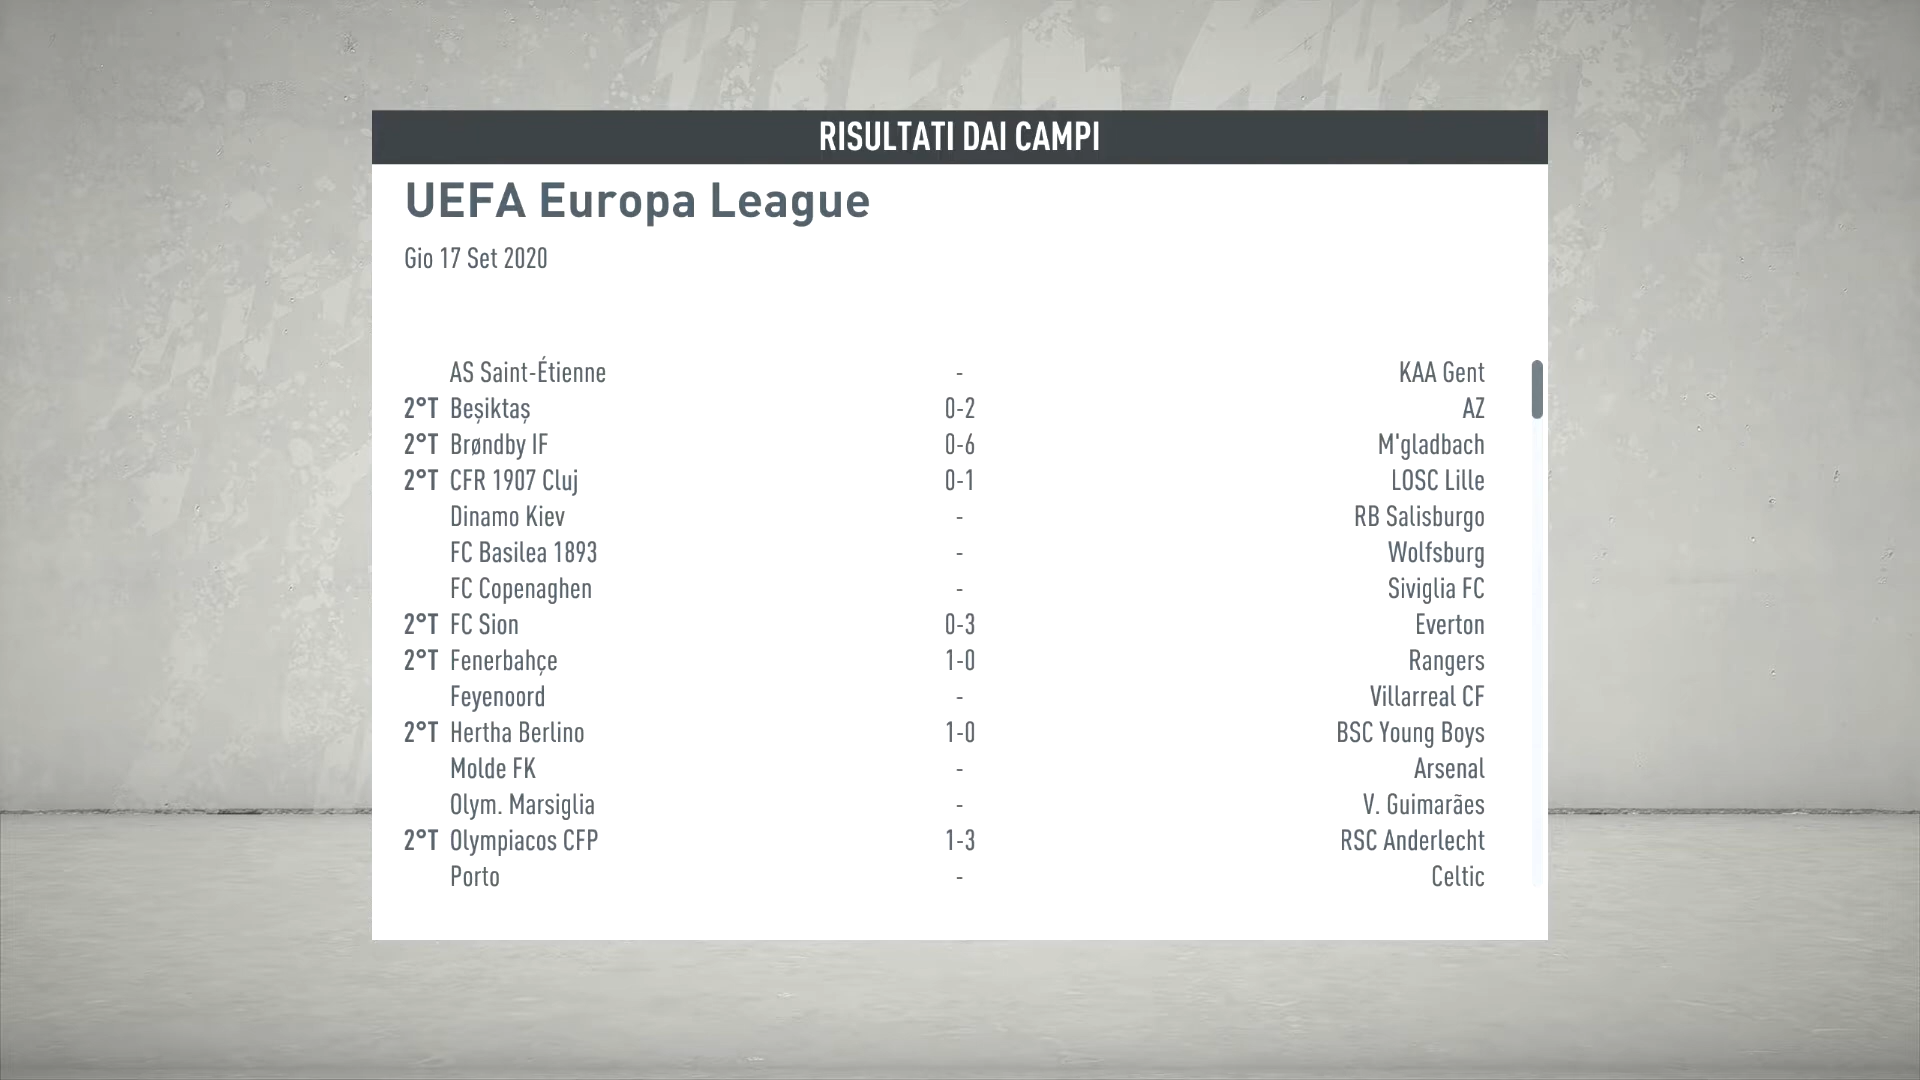 RISULTATI DAI CAMPI
UEFA Europa League
Gio 17 Set 2020
AS Saint-Étienne - KAA Gent
2°T Beşiktaş 0-2 AZ
2°T Brøndby IF 0-6 M'gladbach
2°T CFR 1907 Cluj 0-1 LOSC Lille
Dinamo Kiev - RB Salisburgo
FC Basilea 1893 - Wolfsburg
FC Copenaghen - Siviglia FC
2°T FC Sion 0-3 Everton
2°T Fenerbahçe 1-0 Rangers
Feyenoord - Villarreal CF
2°T Hertha Berlino 1-0 BSC Young Boys
Molde FK - Arsenal
Olym. Marsiglia - V. Guimarães
2°T Olympiacos CFP 1-3 RSC Anderlecht
Porto - Celtic